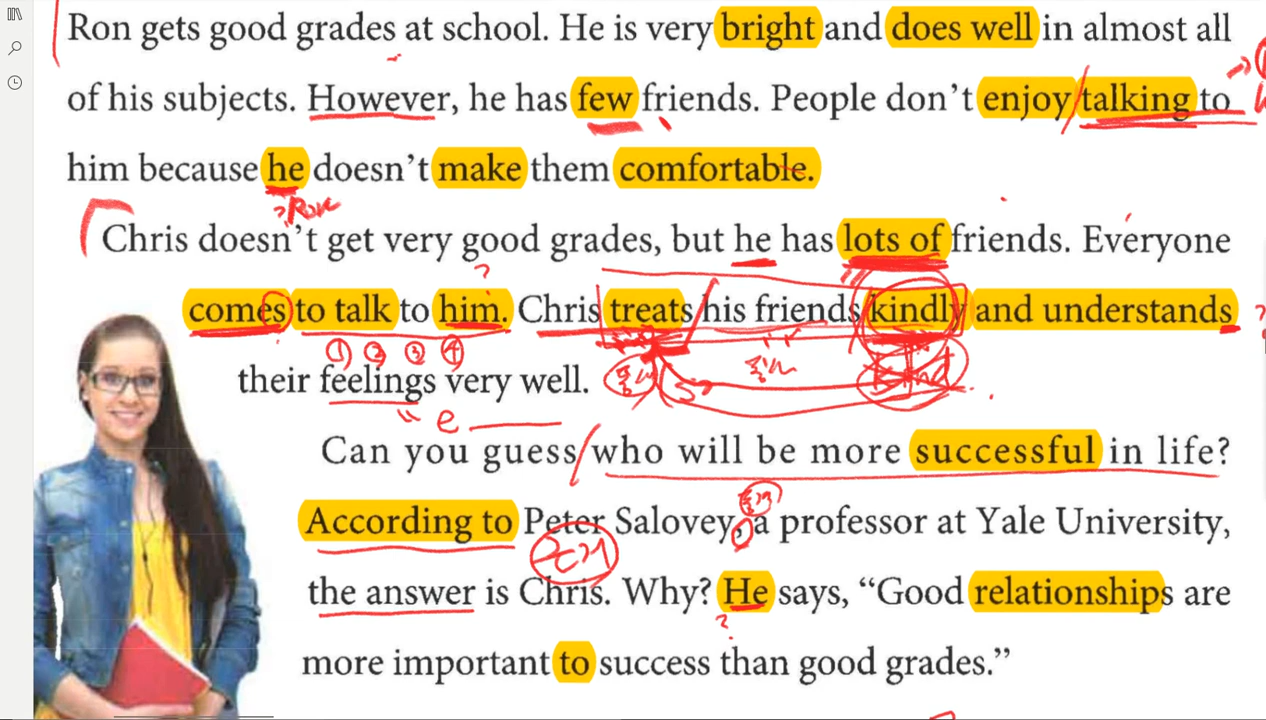 Ron gets good grades at school. He is very bright and does well in almost all
of his subjects. However, he has few friends. People don't enjoy talking to
him because he doesn't make them comfortable.
Ron
Chris doesn't get very good grades, but he has lots of friends. Everyone
?
comes to talk to him. Chris treats his friends kindly and understands
① ② ③ ④
their feelings very well.
e
Can you guess who will be more successful in life?
According to Peter Salovey, a professor at Yale University,
the answer is Chris. Why? He says, “Good relationships are
?
more important to success than good grades.”